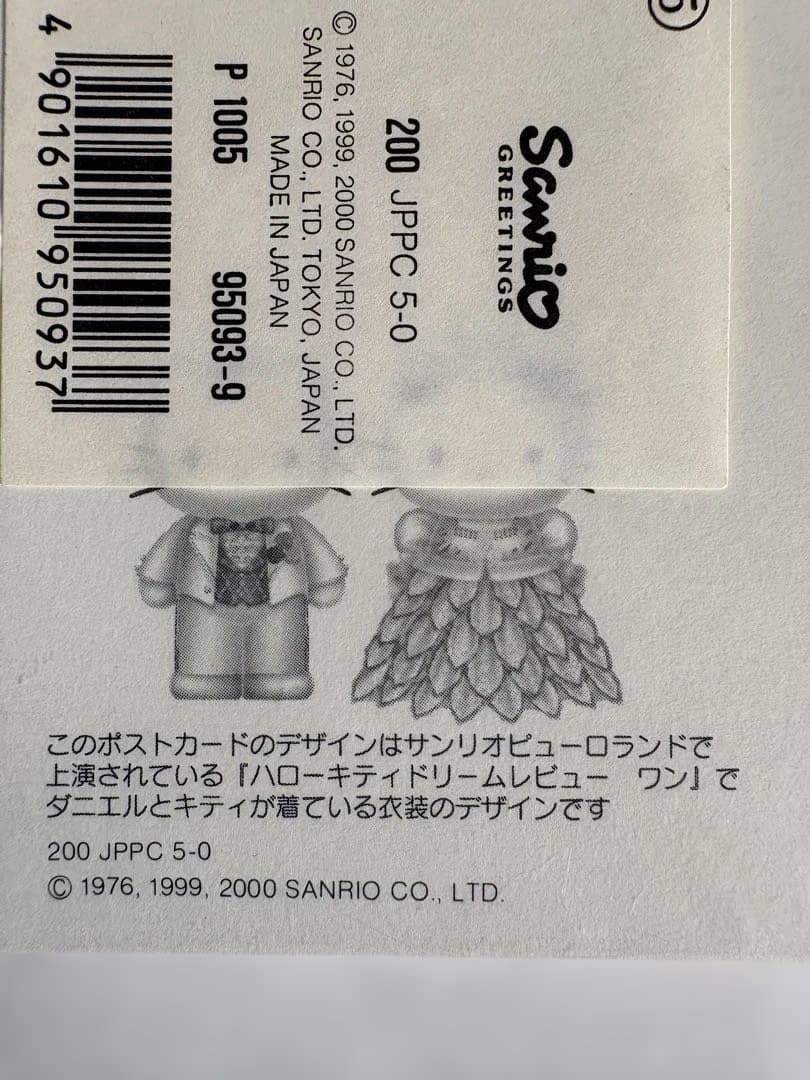 Sanrio
GREETINGS
200 JPPC 5-0
© 1976, 1999, 2000 SANRIO CO., LTD.
SANRIO CO., LTD. TOKYO, JAPAN
MADE IN JAPAN
P 1005 95093-9
4 901610 950937
このポストカードのデザインはサンリオピューロランドで
上演されている『ハローキティドリームレビュー　ワン』で
ダニエルとキティが着ている衣装のデザインです
200 JPPC 5-0
© 1976, 1999, 2000 SANRIO CO., LTD.